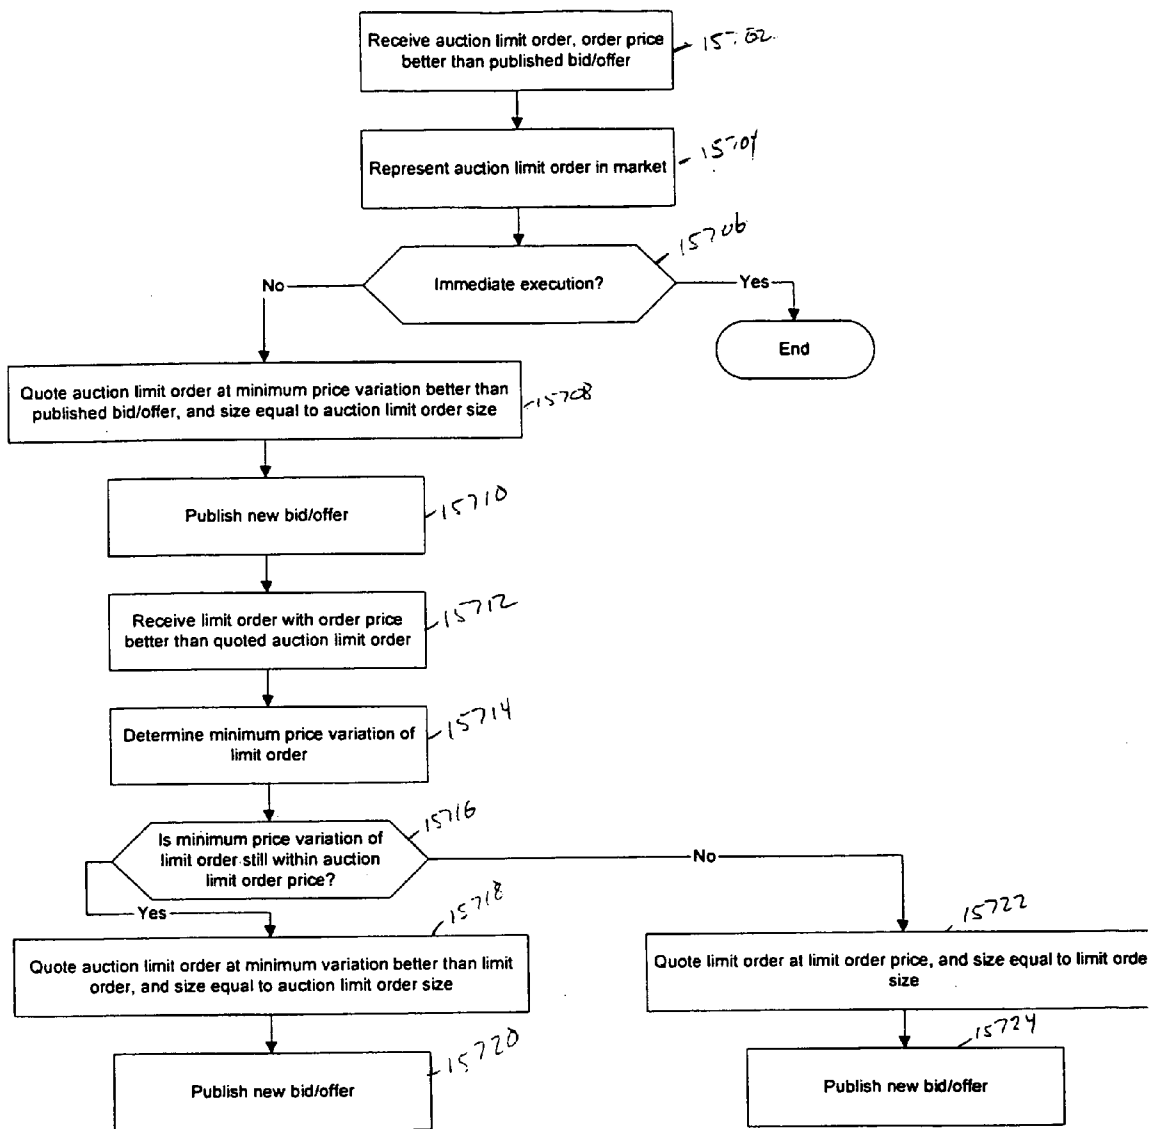 Receive auction limit order, order price
better than published bid/offer
Represent auction limit order in market
15704
15706
Immediate execution?
No
Yes
End
Quote auction limit order at minimum price variation better than
published bid/offer, and size equal to auction limit order size
15708
Publish new bid/offer
15710
Receive limit order with order price
better than quoted auction limit order
15712
Determine minimum price variation of
limit order
15714
15716
Is minimum price variation of
limit order still within auction
limit order price?
No
Yes
15718
15722
Quote auction limit order at minimum variation better than limit
order, and size equal to auction limit order size
Quote limit order at limit order price, and size equal to limit orde
size
15720
15724
Publish new bid/offer
Publish new bid/offer